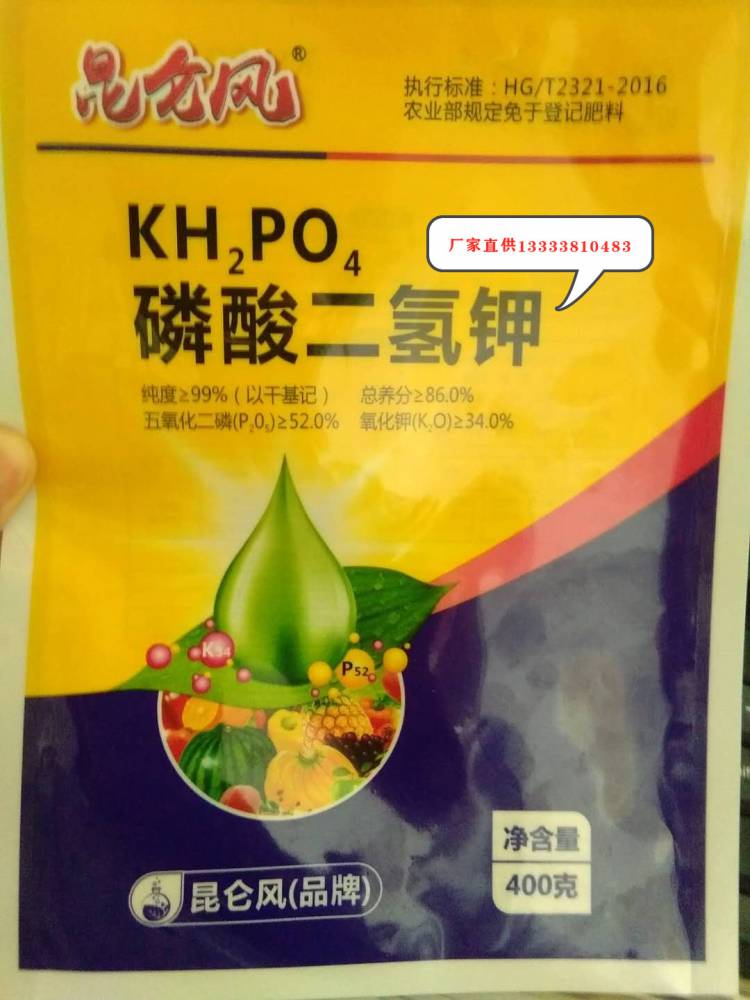 昆仑风®
执行标准：HG/T2321-2016
农业部规定免于登记肥料
KH₂PO₄
厂家直供13333810483
磷酸二氢钾
纯度≥99%（以干基记） 总养分≥86.0%
五氧化二磷(P₂0₅)≥52.0% 氧化钾(K₂O)≥34.0%
K34
P52
净含量
400克
昆仑风(品牌)